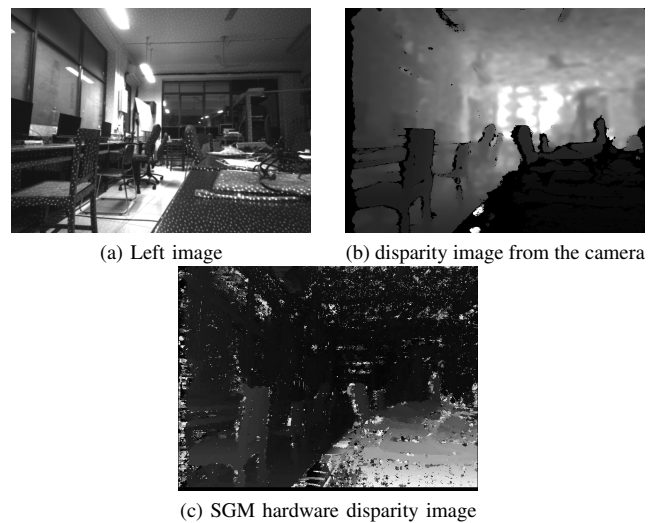 (a) Left image
(b) disparity image from the camera
(c) SGM hardware disparity image